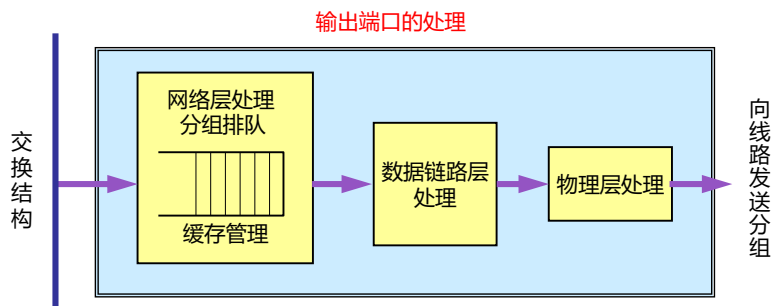 输出端口的处理
交换结构
网络层处理
分组排队
缓存管理
数据链路层
处理
物理层处理
向线路发送分组